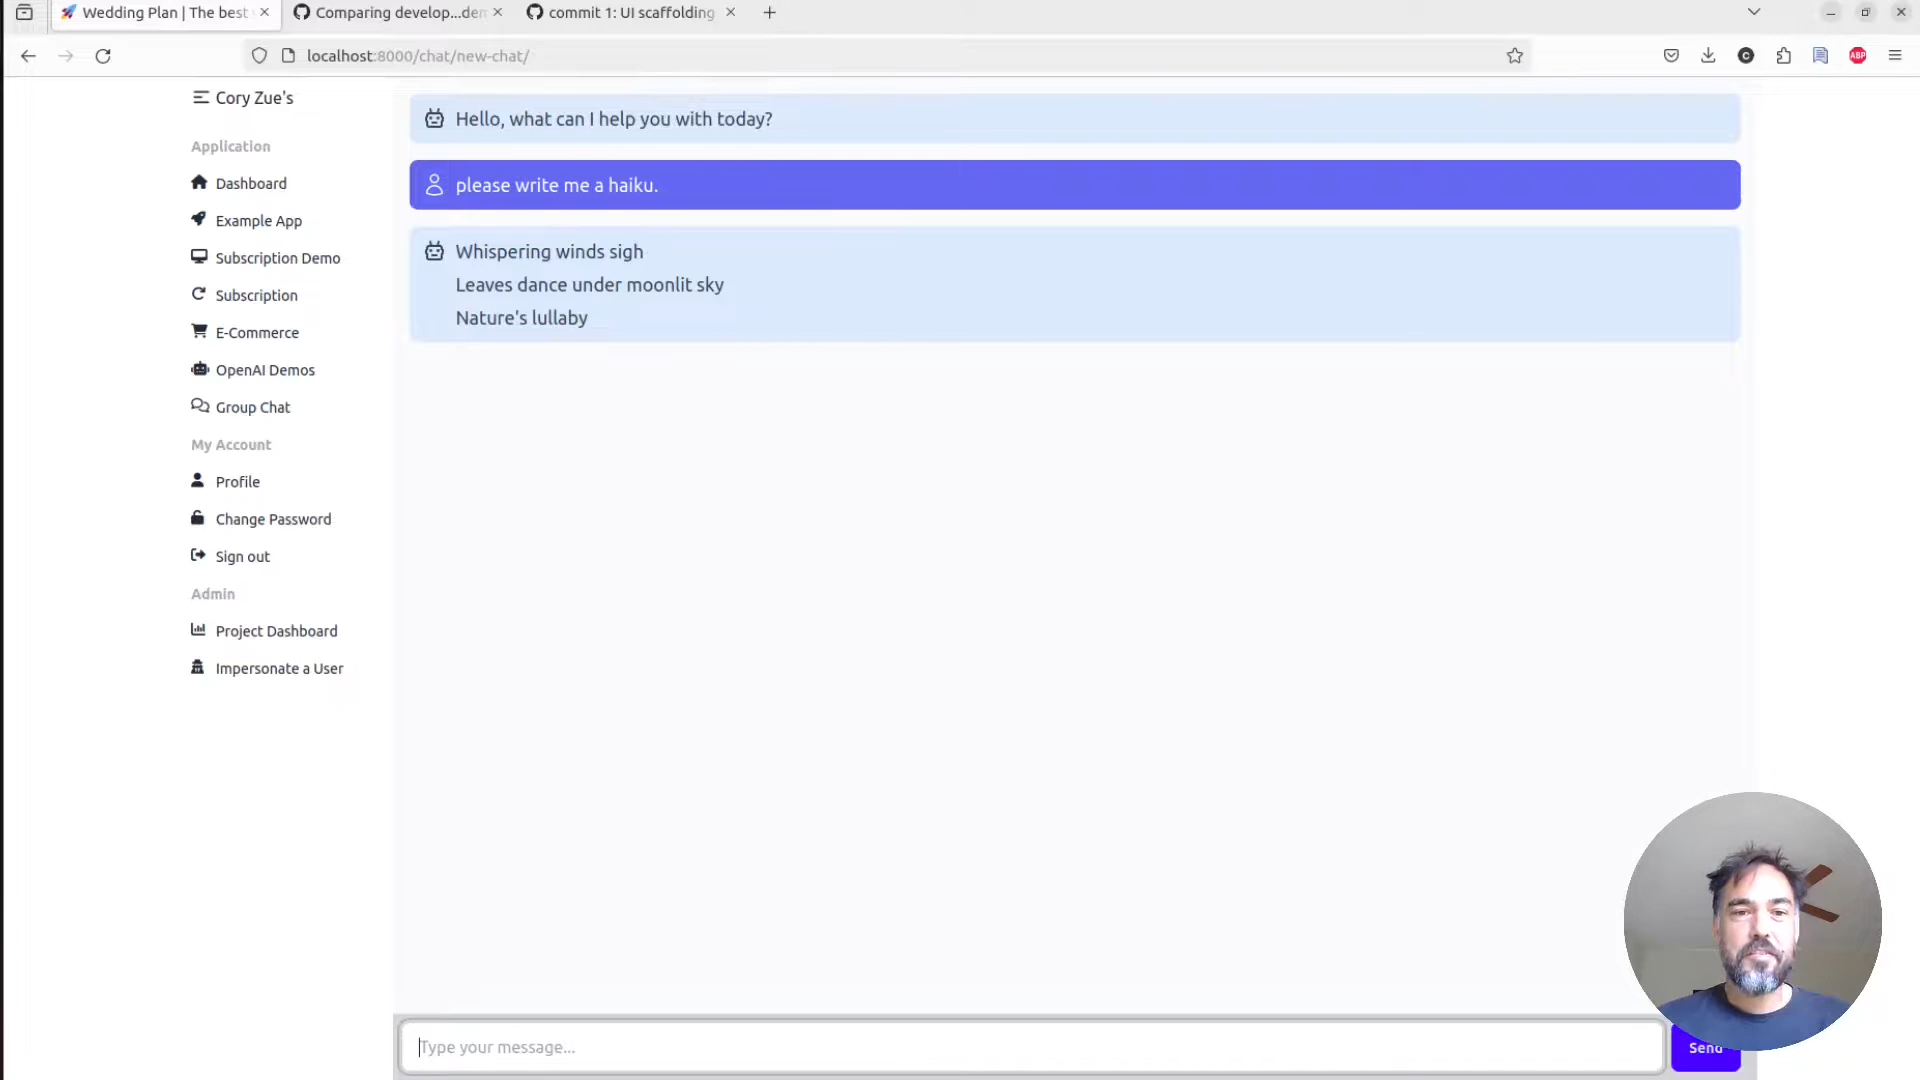 Wedding Plan | The best
Comparing develop...den
commit 1: UI scaffolding
localhost:8000/chat/new-chat/
ABP
Cory Zue's
Application
Dashboard
Example App
Subscription Demo
Subscription
E-Commerce
OpenAI Demos
Group Chat
My Account
Profile
Change Password
Sign out
Admin
Project Dashboard
Impersonate a User
Hello, what can I help you with today?
please write me a haiku.
Whispering winds sigh
Leaves dance under moonlit sky
Nature's lullaby
Type your message...
Send